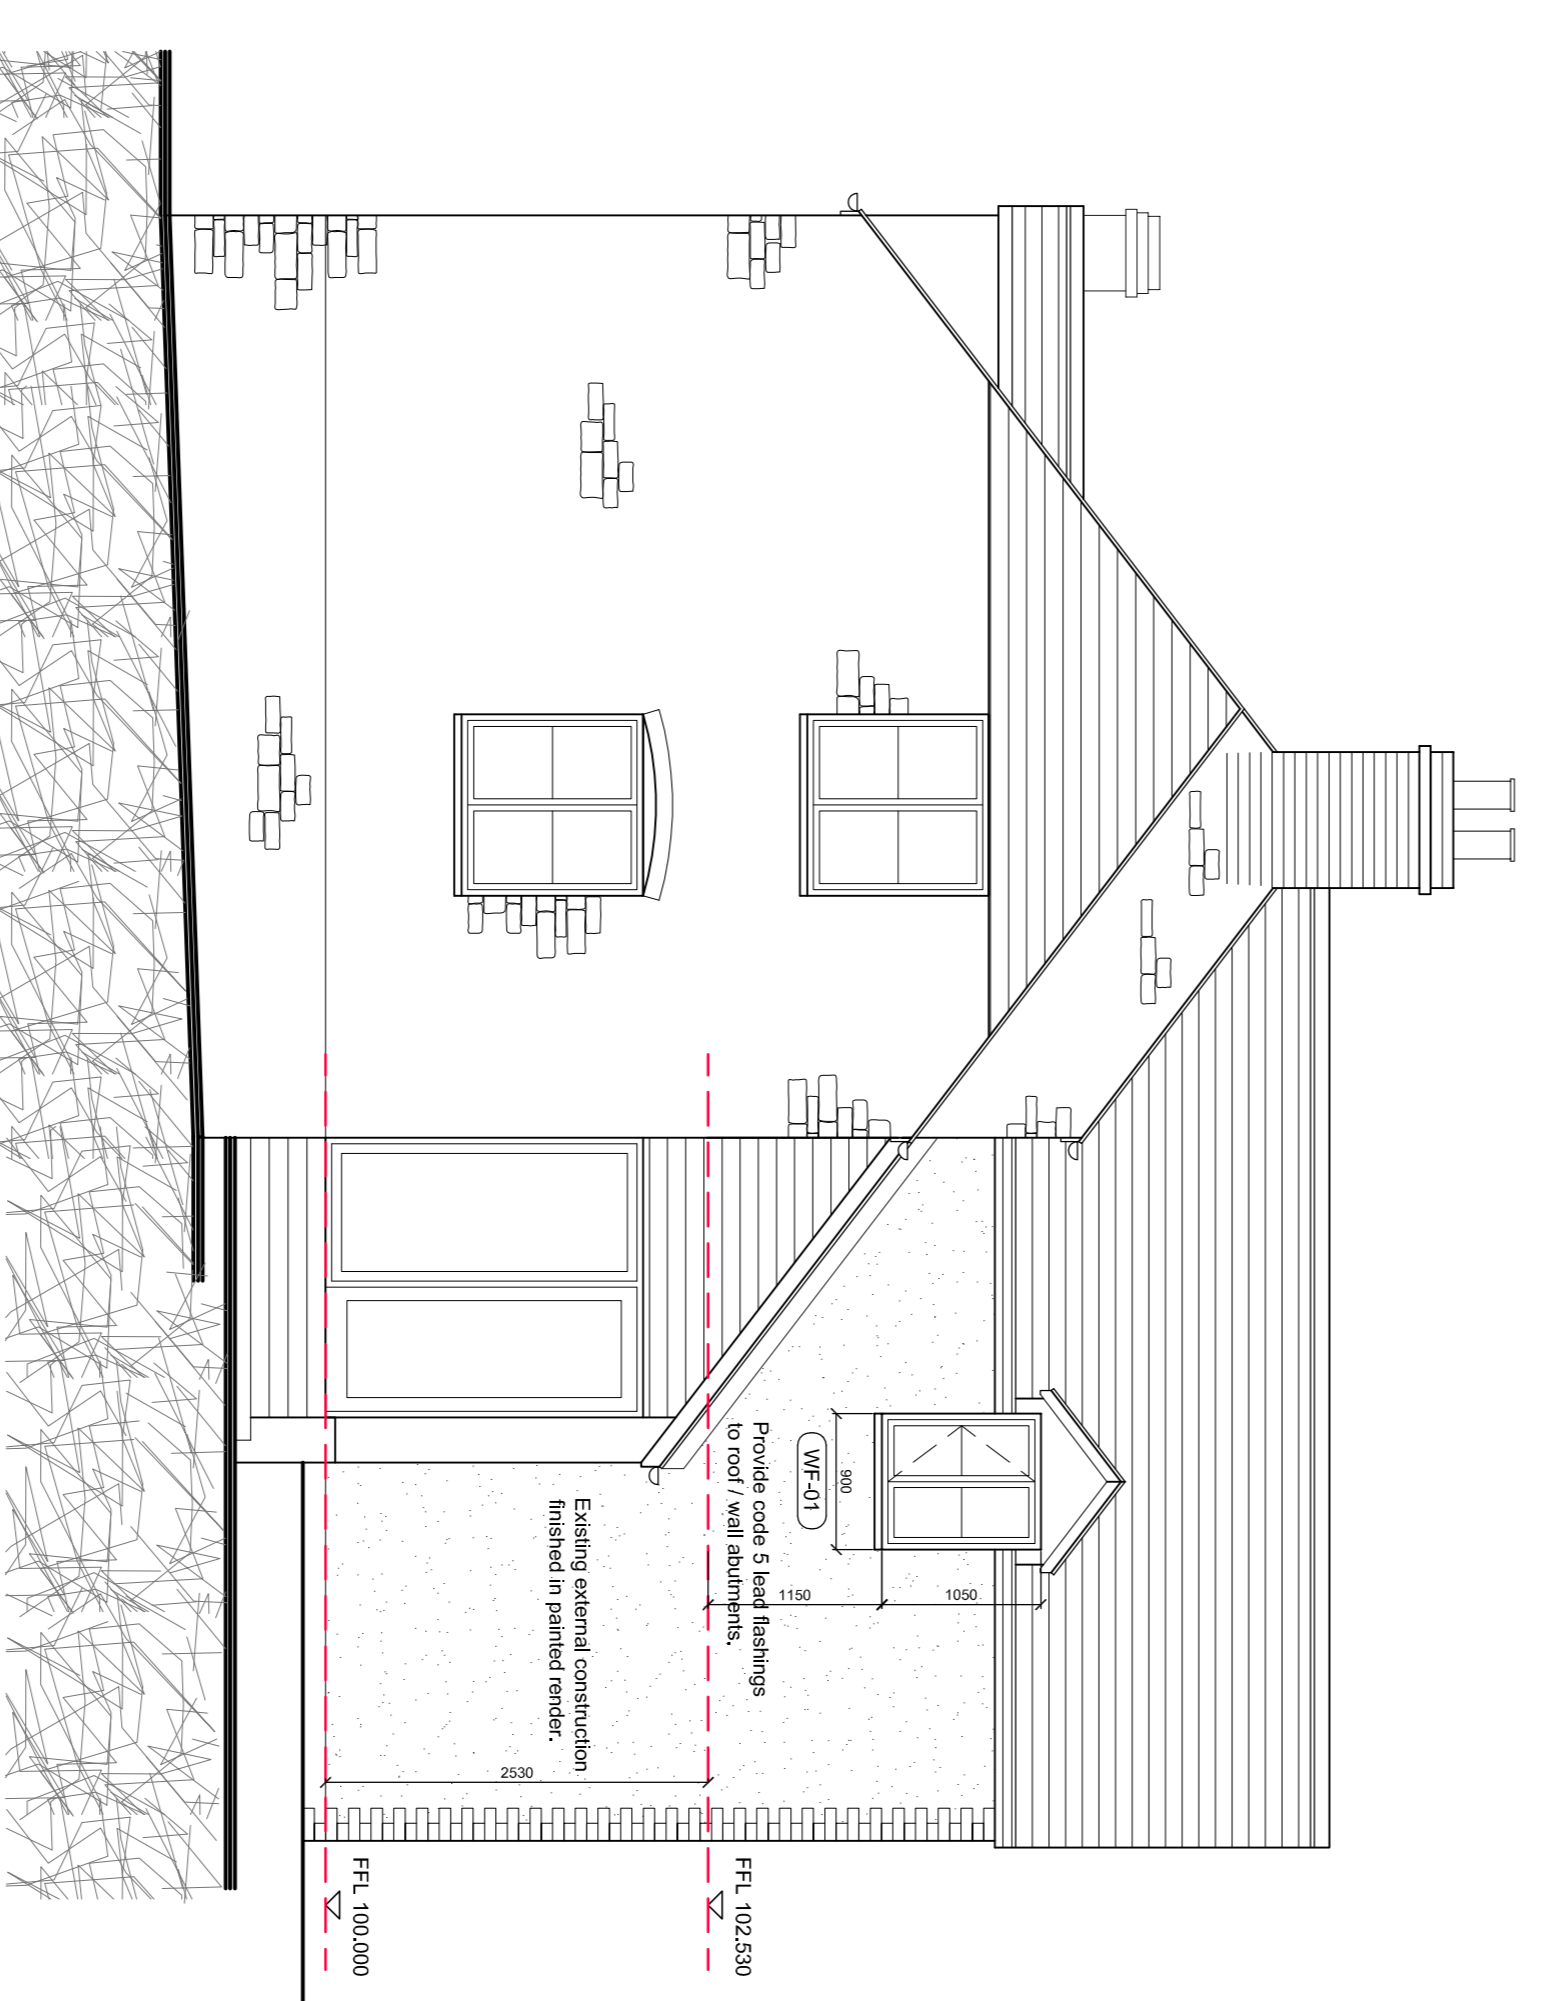 1050
900
WF-01
1150
Provide code 5 lead flashings
to roof / wall abutments.
FFL 102.530
Existing external construction
finished in painted render.
2530
FFL 100.000